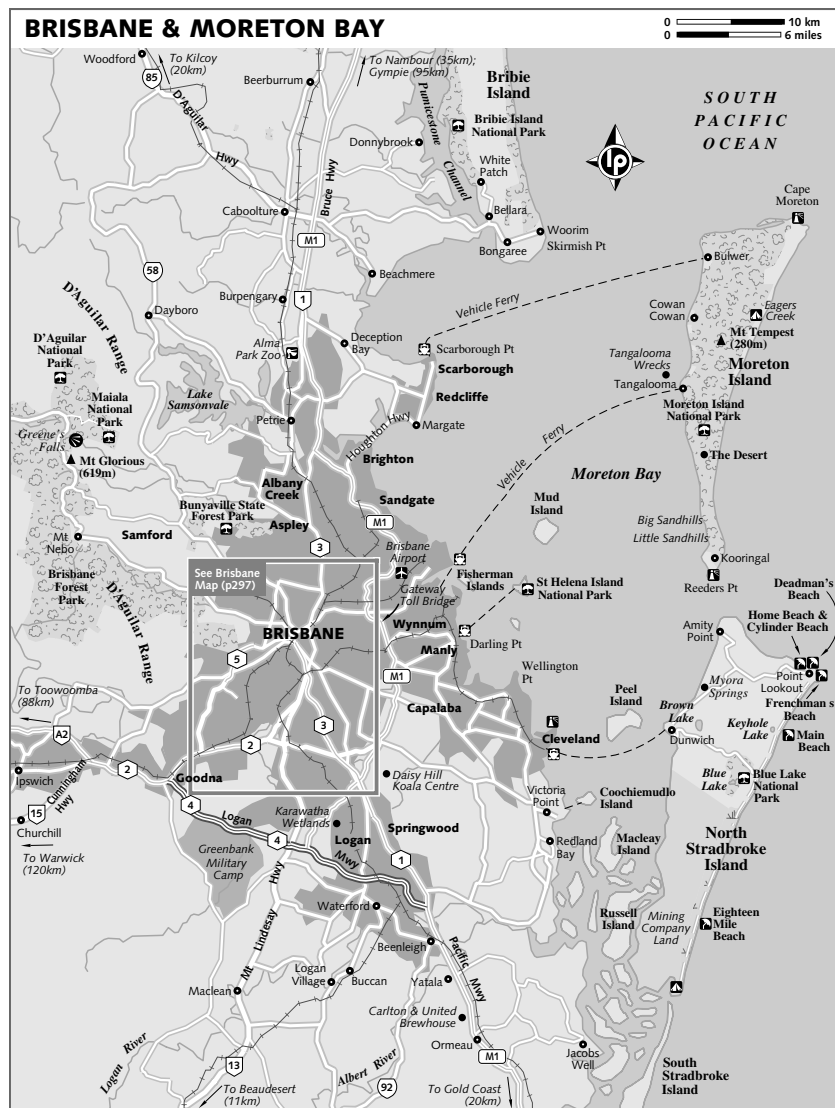 BRISBANE & MORETON BAY
0 10 km
0 6 miles
To Kilcoy
(20km)
Woodford
85
D'Aguilar
Hwy
Beerburrum
To Nambour (35km);
Gympie (95km)
Bribie
Island
Pumicestone
Channel
Bribie Island
National Park
Donnybrook
White
Patch
SOUTH
PACIFIC
OCEAN
lp
Cape
Moreton
Caboolture
Bruce Hwy
M1
Bellara
Woorim
Bongaree
Skirmish Pt
Bulwer
58
Beachmere
Burpengary
1
Vehicle Ferry
Cowan
Cowan
Eagers
Creek
D'Aguilar Range
Dayboro
Deception
Bay
Alma
Park Zoo
Scarborough Pt
Scarborough
Mt Tempest
(280m)
Tangalooma
Wrecks
Moreton
Island
D'Aguilar
National
Park
Lake
Samsonvale
Redcliffe
Tangalooma
Maiala
National
Park
Petrie
Houghton Hwy
Margate
Moreton Island
National Park
Greene's
Falls
Mt Glorious
(619m)
Brighton
Vehicle
Ferry
Moreton Bay
The Desert
Albany
Creek
Sandgate
Mud
Island
Bunyaville State
Forest Park
Aspley
M1
Big Sandhills
Little Sandhills
Samford
Mt
Nebo
3
Brisbane
Airport
Kooringal
Brisbane
Forest
Park
See Brisbane
Map (p297)
Fisherman
Islands
St Helena Island
National Park
Reeders Pt
Deadman's
Beach
D'Aguilar Range
Gateway
Toll Bridge
Home Beach &
Cylinder Beach
BRISBANE
Wynnum
Darling Pt
Amity
Point
Manly
5
M1
Wellington
Pt
Point
Lookout
To Toowoomba
(88km)
Peel
Island
Myora
Springs
Frenchman s
Beach
Capalaba
Brown
Lake
Keyhole
Lake
Main
Beach
A2
3
2
Cleveland
Dunwich
2
Goodna
Daisy Hill
Koala Centre
Blue
Lake
Blue Lake
National
Park
Ipswich
Cunningham
Hwy
15
4
Logan
Karawatha
Wetlands
Victoria
Point
Coochiemudlo
Island
Churchill
4
Logan
Springwood
Macleay
Island
North
Stradbroke
Island
To Warwick
(120km)
Greenbank
Military
Camp
Mwy
1
Redland
Bay
Mt Lindesay
Hwy
Waterford
Russell
Island
Mining
Company
Land
Eighteen
Mile
Beach
Beenleigh
Pacific
Mwy
Logan
Village
Buccan
Yatala
Maclean
Carlton & United
Brewhouse
Ormeau
Logan River
Albert River
13
M1
Jacobs
Well
South
Stradbroke
Island
To Beaudesert
(11km)
92
To Gold Coast
(20km)